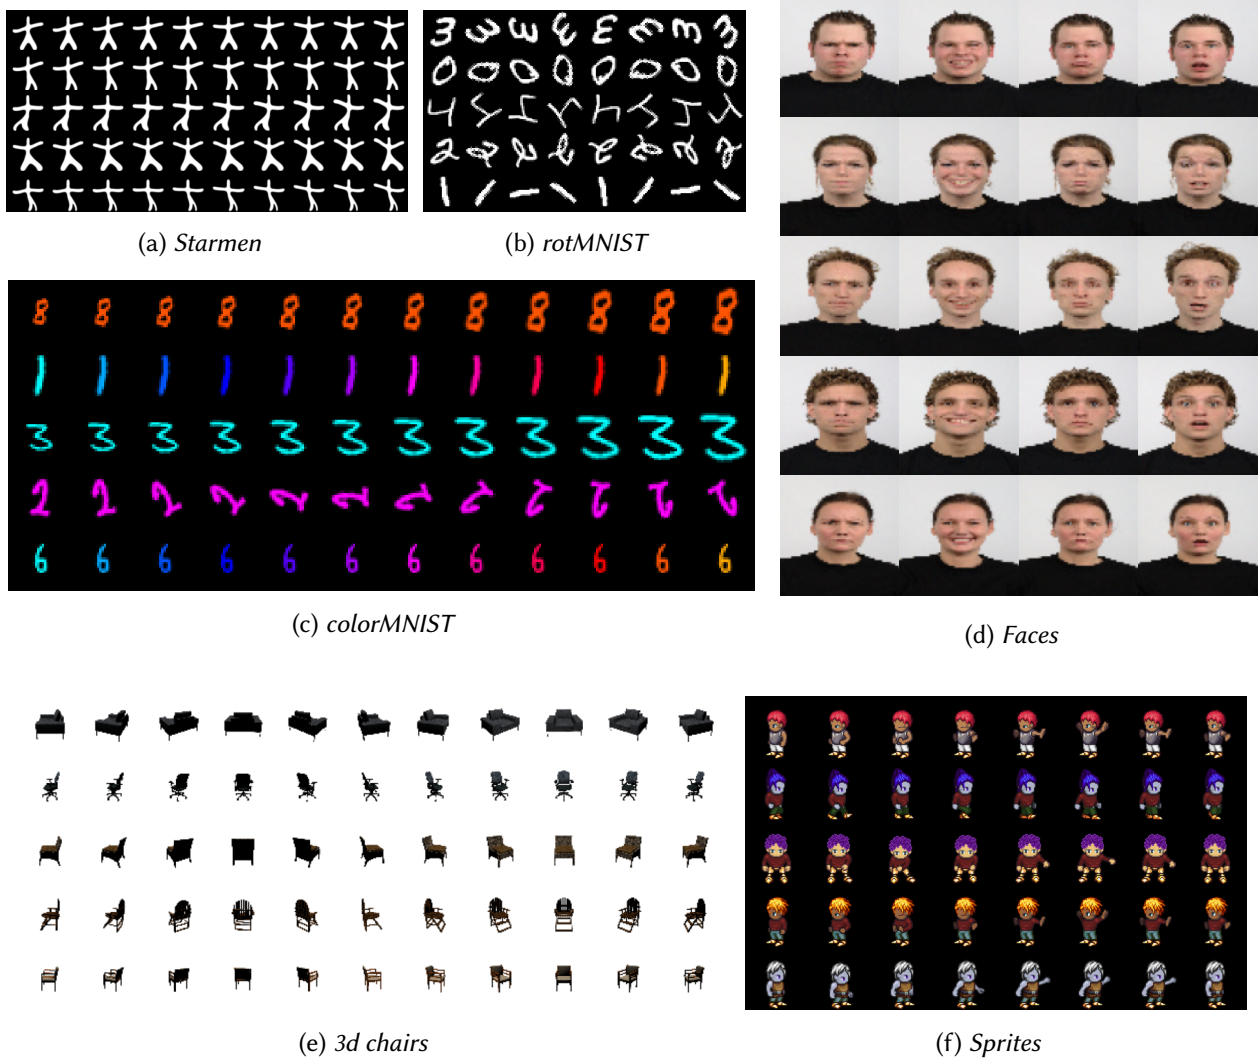 (a) Starmen
(b) rotMNIST
(c) colorMNIST
(d) Faces
(e) 3d chairs
(f) Sprites